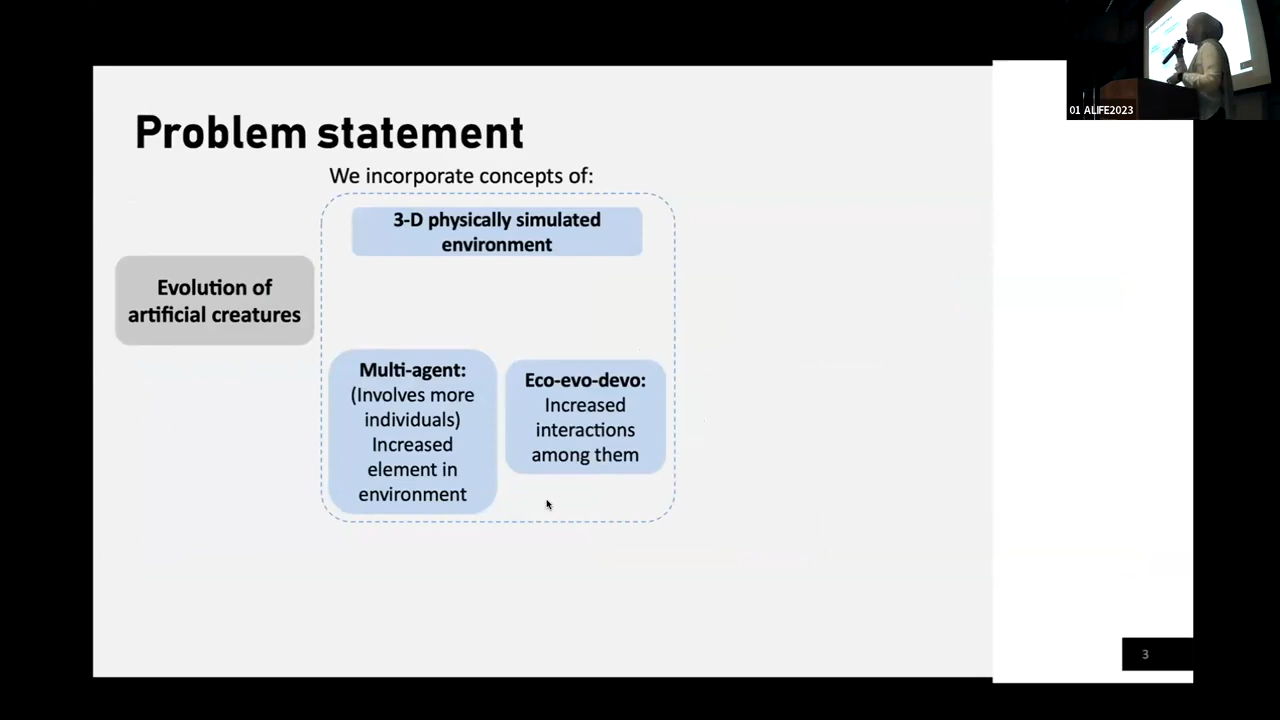 Problem statement
We incorporate concepts of:
3-D physically simulated
environment
Evolution of
artificial creatures
Multi-agent:
(Involves more
individuals)
Increased
element in
environment
Eco-evo-devo:
Increased
interactions
among them
01 ALIFE2023
3